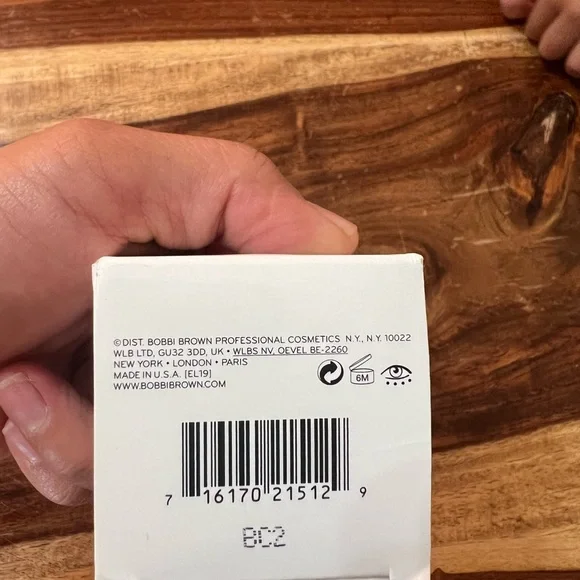 ©DIST. BOBBI BROWN PROFESSIONAL COSMETICS N.Y., N.Y. 10022
WLB LTD, GU32 3DD, UK • WLBS NV, OEVEL BE-2260
NEW YORK • LONDON • PARIS
MADE IN U.S.A. [EL19]
WWW.BOBBIBROWN.COM
6M
7 16170 21512 9
BC2